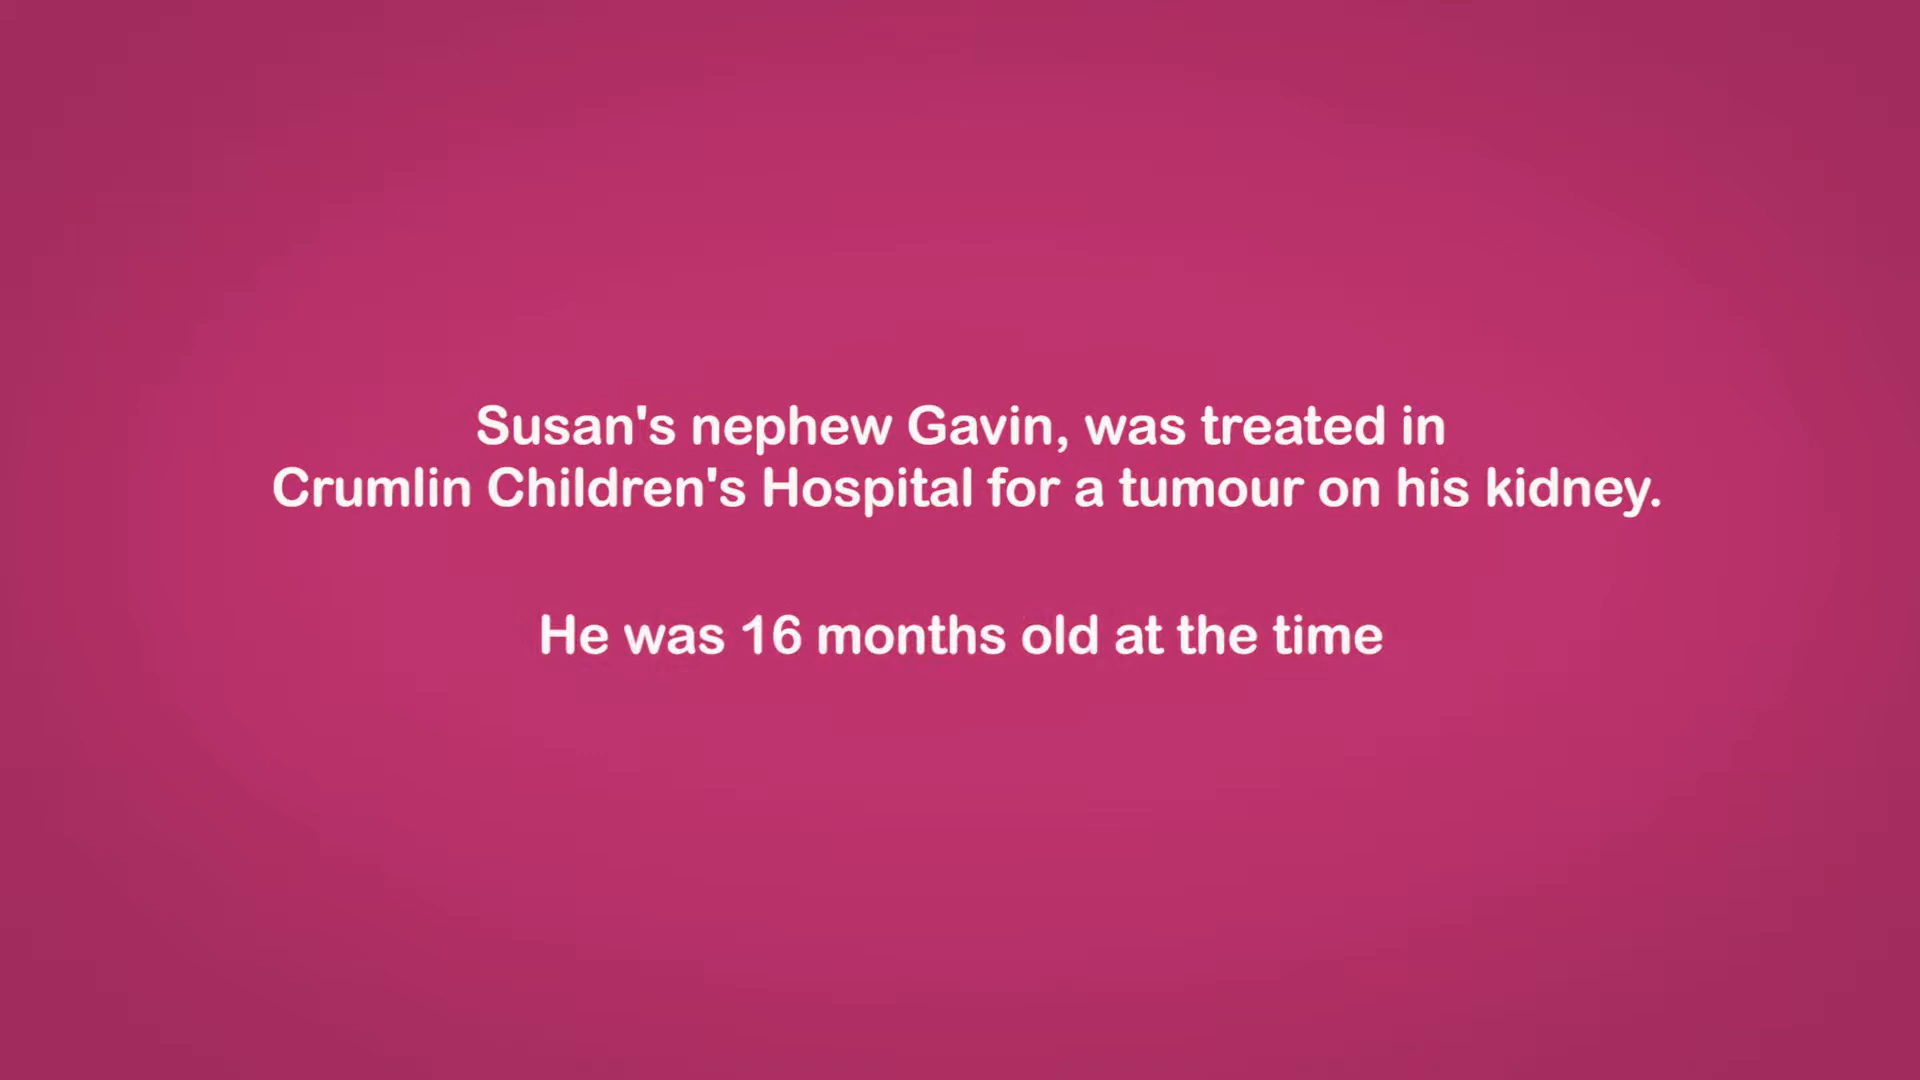 Susan's nephew Gavin, was treated in
Crumlin Children's Hospital for a tumour on his kidney.
He was 16 months old at the time